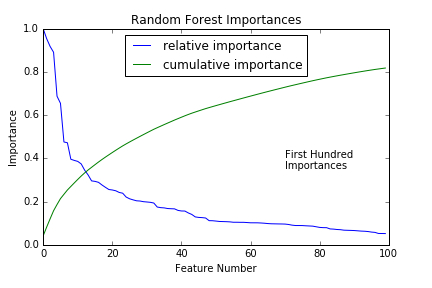 Random Forest Importances
1.0
0.8
0.6
0.4
0.2
0.0
Importance
relative importance
cumulative importance
First Hundred
Importances
0
20
40
60
80
100
Feature Number